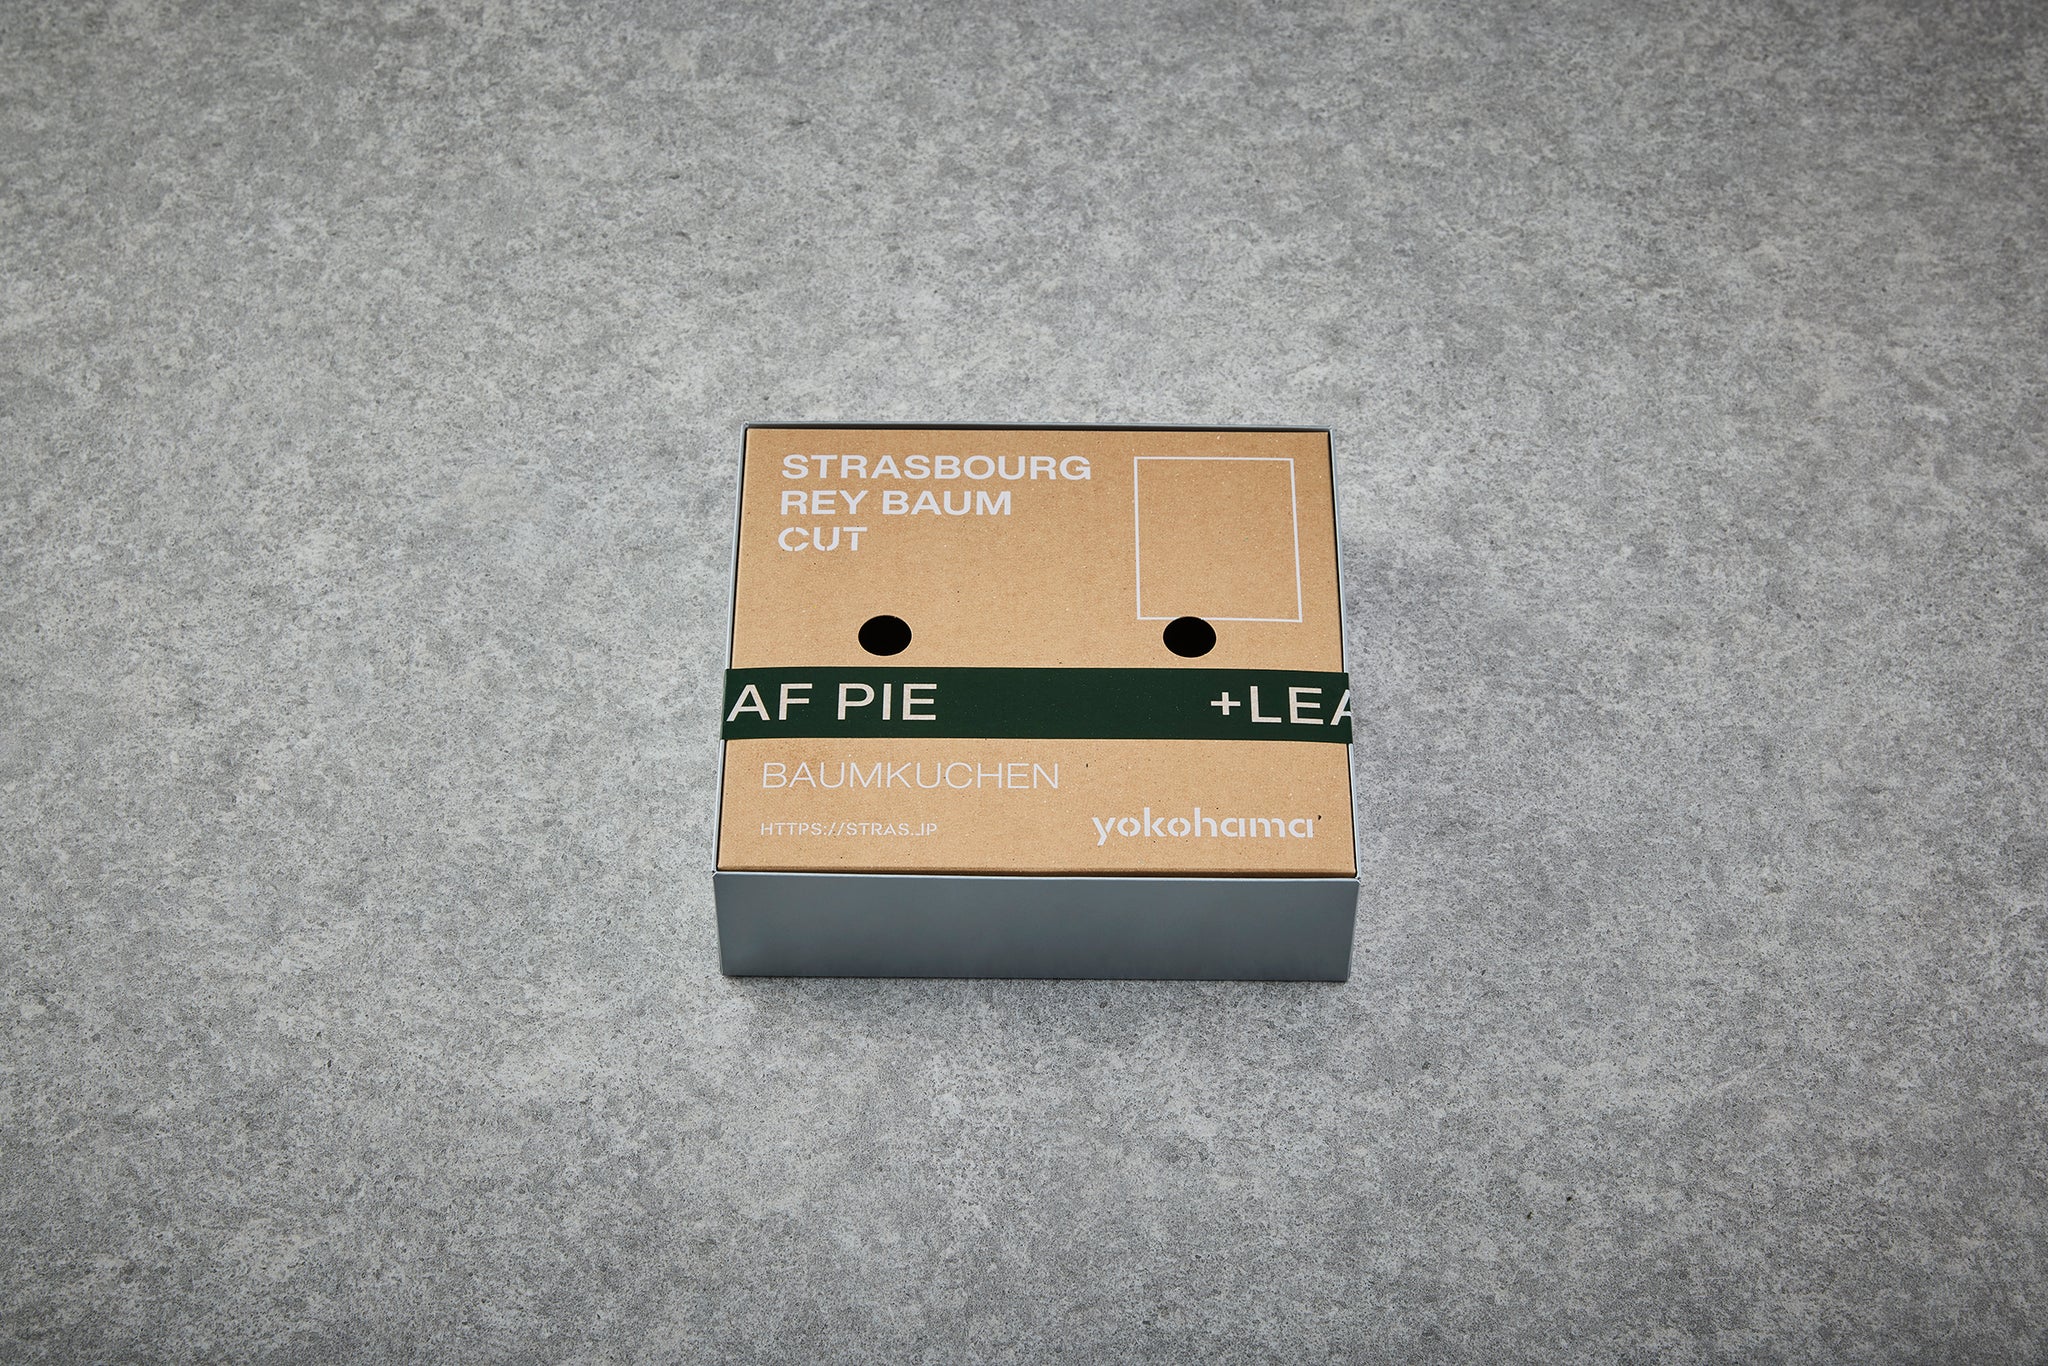 STRASBOURG
REY BAUM
CUT
AF PIE
+LEA
BAUMKUCHEN
HTTPS://STRAS.JP
yokohama